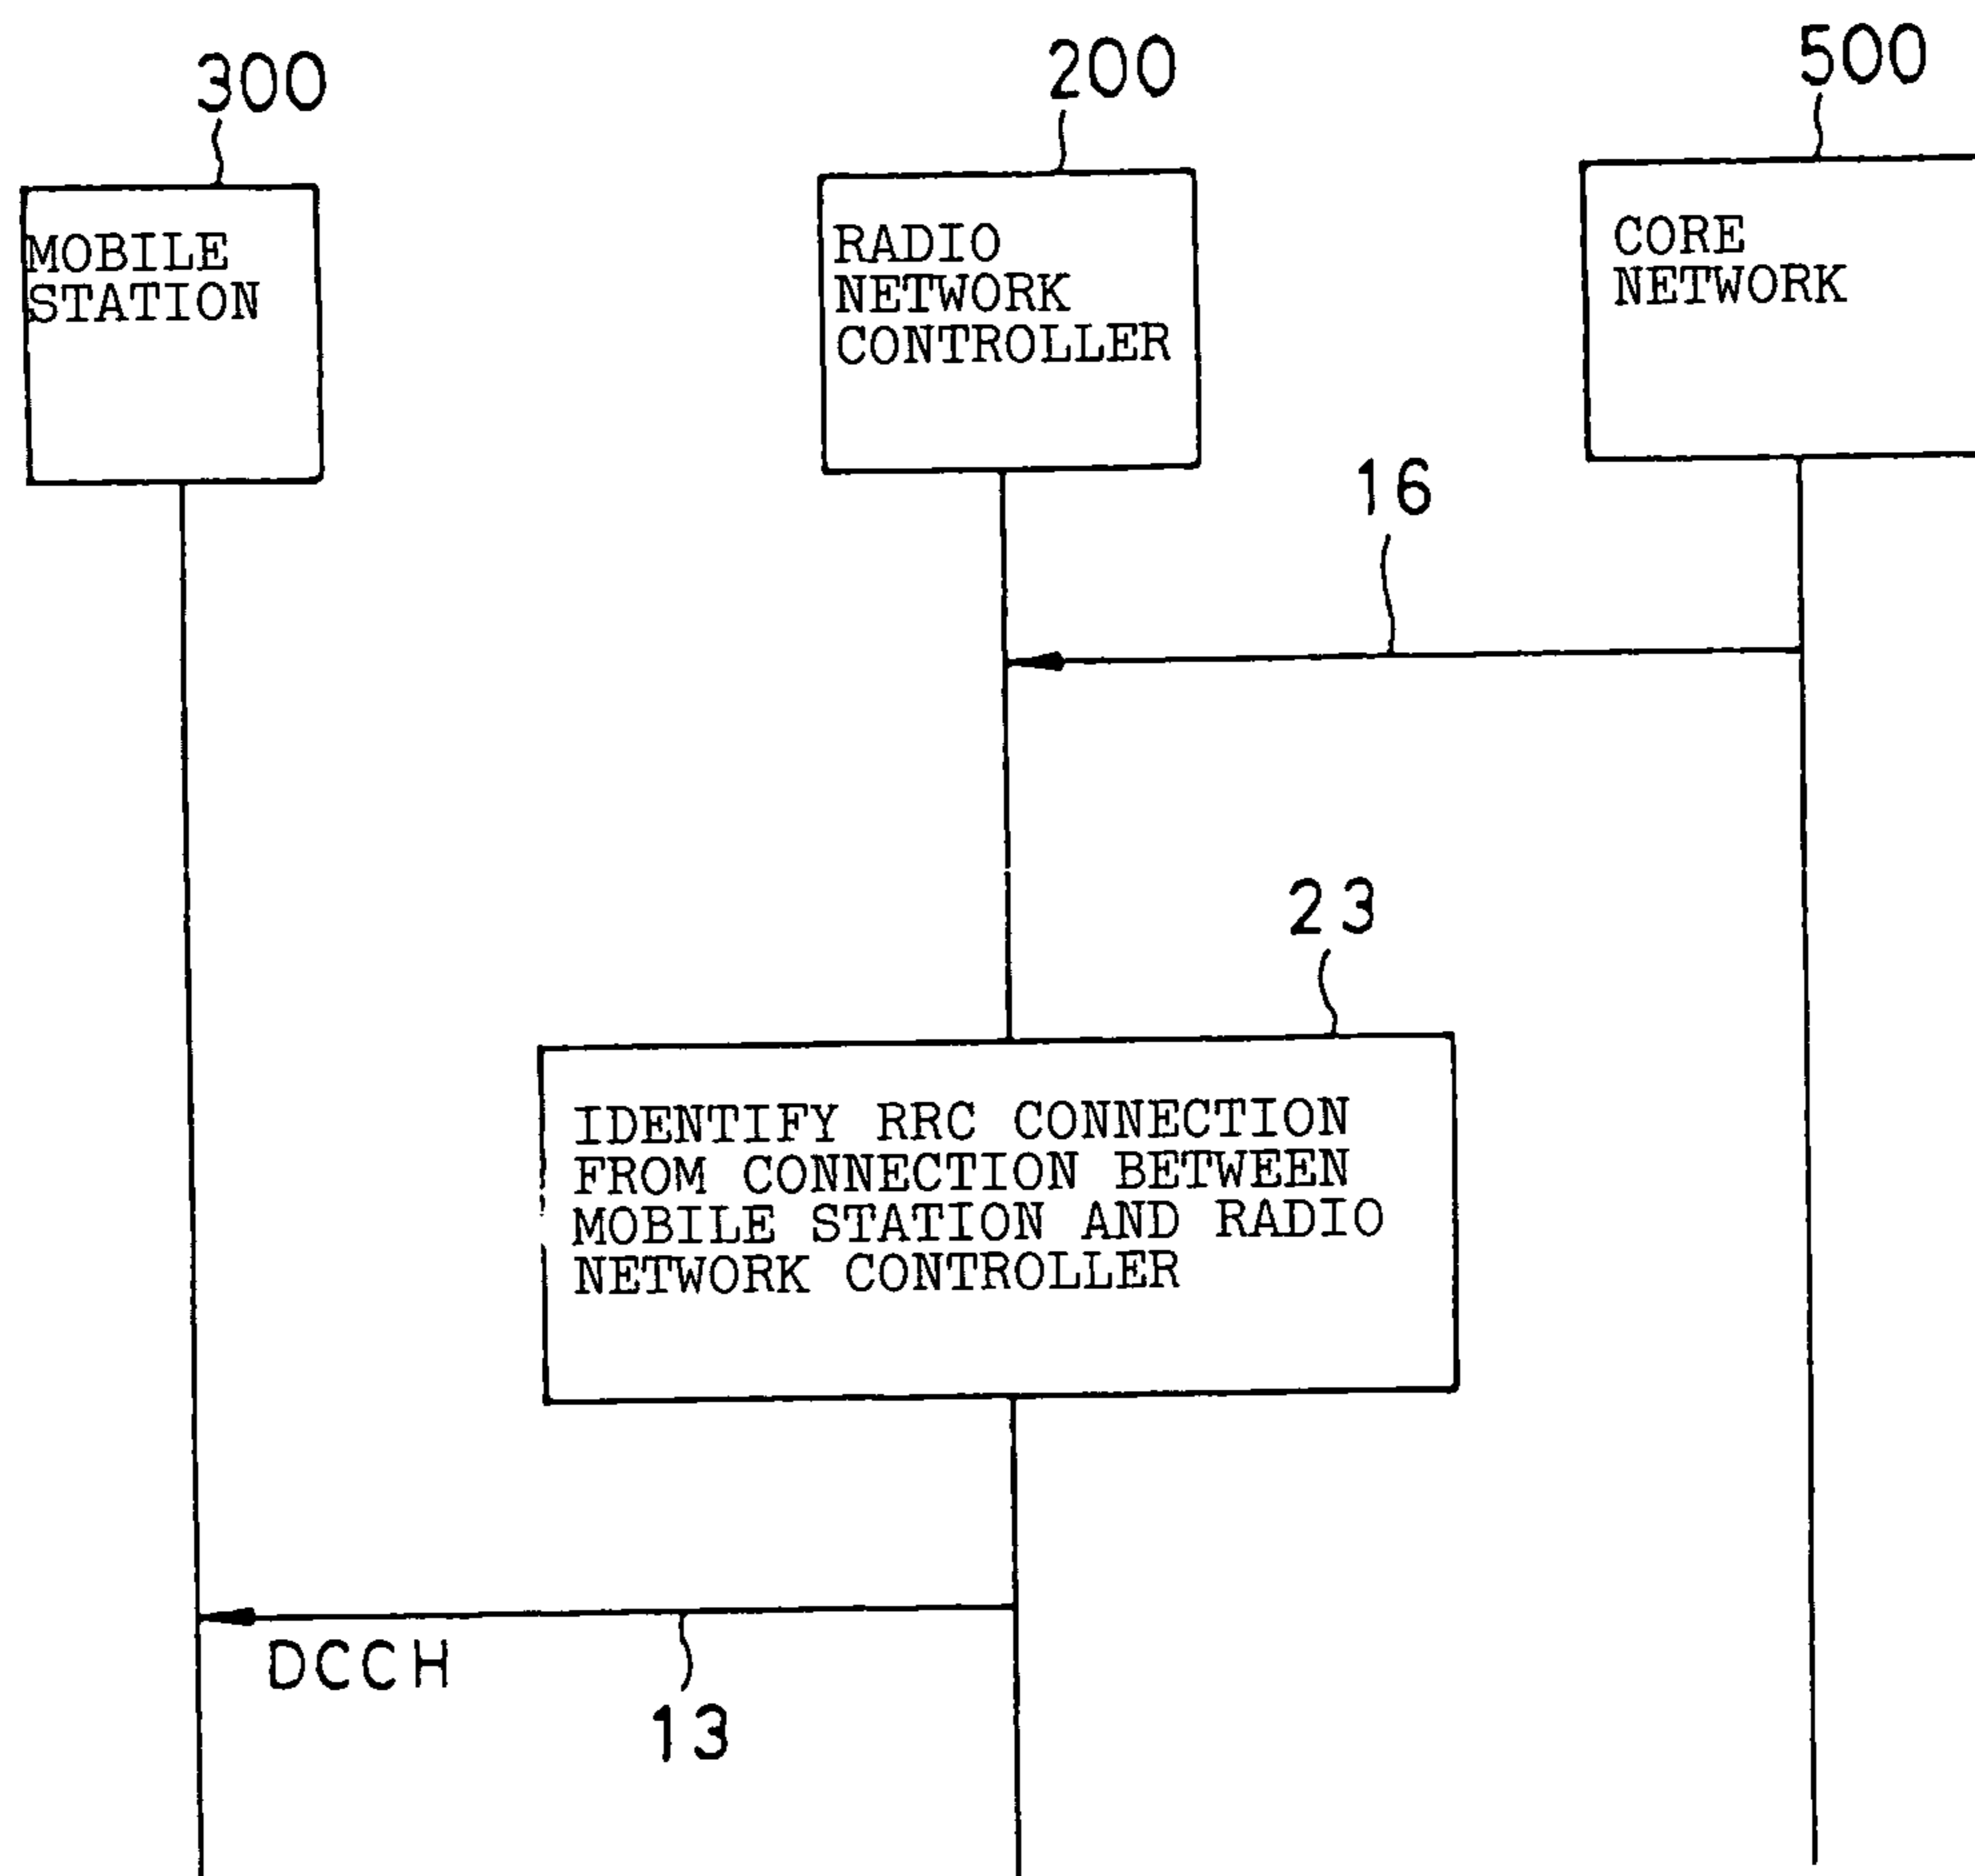 300
200
500
MOBILE
STATION
RADIO
NETWORK
CONTROLLER
CORE
NETWORK
16
23
IDENTIFY RRC CONNECTION
FROM CONNECTION BETWEEN
MOBILE STATION AND RADIO
NETWORK CONTROLLER
DCCH
13